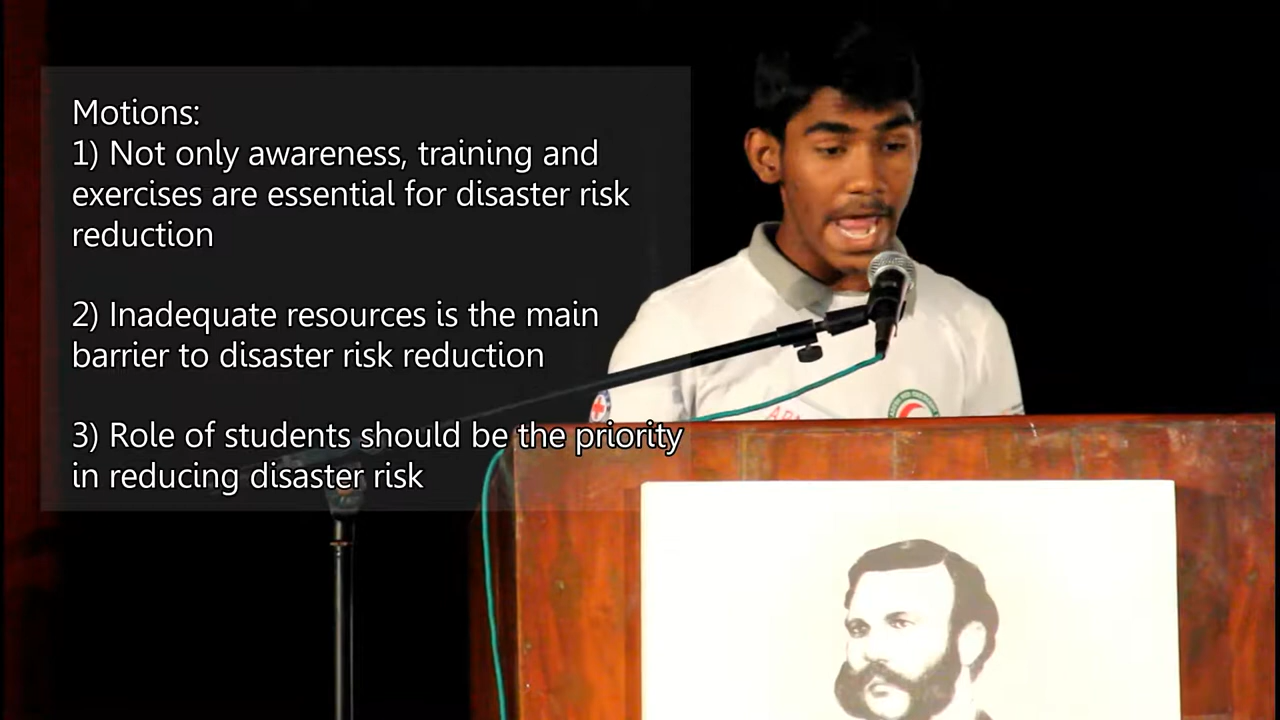 Motions:
1) Not only awareness, training and
exercises are essential for disaster risk
reduction
2) Inadequate resources is the main
barrier to disaster risk reduction
3) Role of students should be the priority
in reducing disaster risk